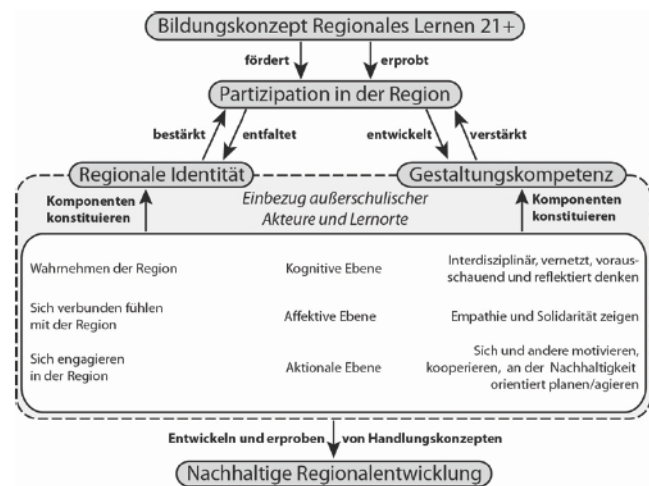 Bildungskonzept Regionales Lernen 21+
fördert
erprobt
Partizipation in der Region
bestärkt
entfaltet
entwickelt
verstärkt
Regionale Identität
Gestaltungskompetenz
Komponenten
konstituieren
Einbezug außerschulischer
Akteure und Lernorte
Komponenten
konstituieren
Wahrnehmen der Region
Kognitive Ebene
Interdisziplinär, vernetzt, voraus-
schauend und reflektiert denken
Sich verbunden fühlen
mit der Region
Affektive Ebene
Empathie und Solidarität zeigen
Sich engagieren
in der Region
Aktionale Ebene
Sich und andere motivieren,
kooperieren, an der Nachhaltigkeit
orientiert planen/agieren
Entwickeln und erproben
von Handlungskonzepten
Nachhaltige Regionalentwicklung